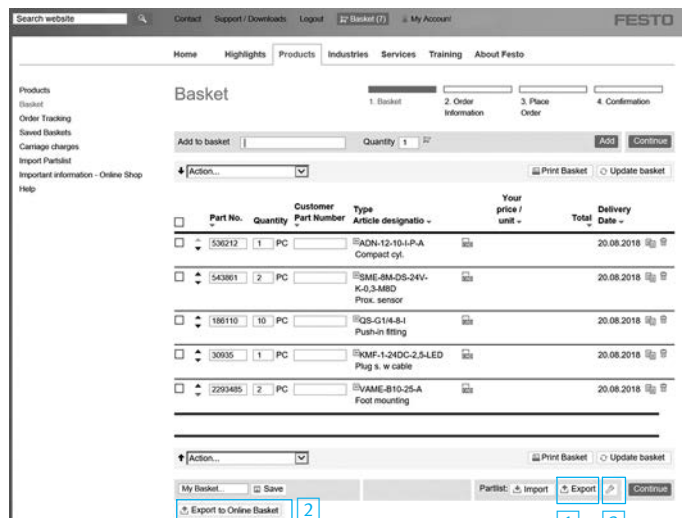 Search website
Contact Support / Downloads Logout Basket (7) My Account
FESTO
Home Highlights Products Industries Services Training About Festo
Products
Basket
Order Tracking
Saved Baskets
Carriage charges
Import Partslist
Important information - Online Shop
Help
Basket
1. Basket
2. Order Information
3. Place Order
4. Confirmation
Add to basket Quantity 1 Add Continue
Action... Print Basket Update basket
Part No. Quantity Customer Part Number Type Article designatio Your price / unit Total Delivery Date
536212 1 PC ADN-12-10-I-P-A 20.08.2018
Compact cyl.
543861 2 PC SME-8M-DS-24V- 20.08.2018
K-0,3-M8D
Prox. sensor
186110 10 PC QS-G1/4-8-I 20.08.2018
Push-in fitting
30935 1 PC KMF-1-24DC-2,5-LED 20.08.2018
Plug s. w cable
2293485 2 PC VAME-B10-25-A 20.08.2018
Foot mounting
Action... Print Basket Update basket
My Basket... Save Partlist: Import Export Continue
Export to Online Basket 2
1